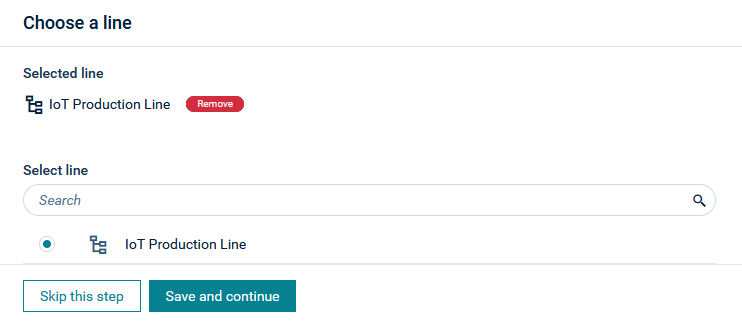 Choose a line
Selected line
IoT Production Line
Remove
Select line
Search
IoT Production Line
Skip this step
Save and continue